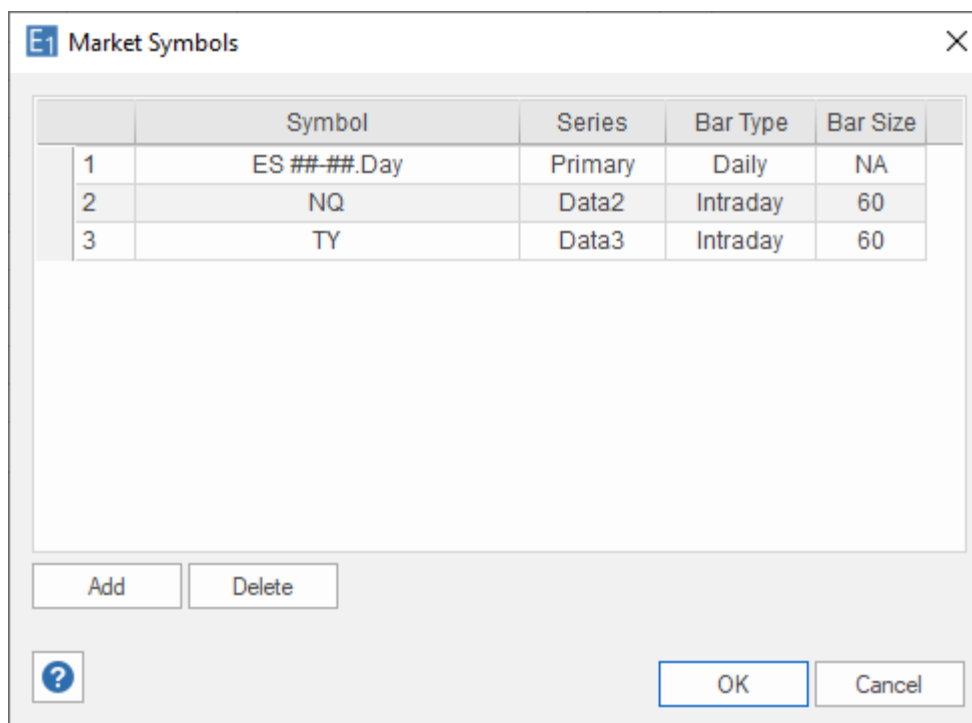 E1 Market Symbols
Symbol Series Bar Type Bar Size
1 ES ##-##.Day Primary Daily NA
2 NQ Data2 Intraday 60
3 TY Data3 Intraday 60
Add Delete
? OK Cancel